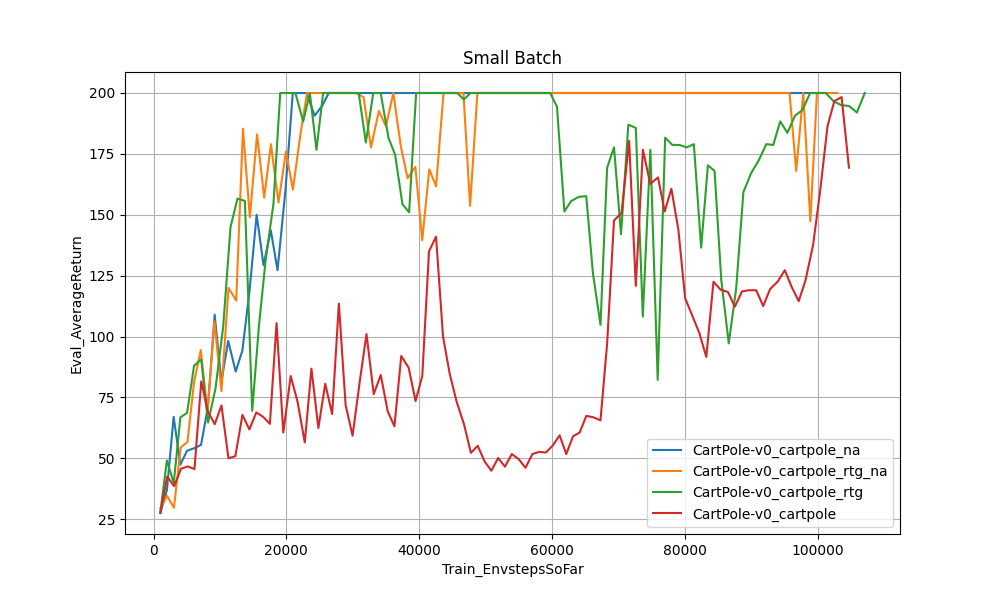 Small Batch
Eval_AverageReturn
200
175
150
125
100
75
50
25
0
20000
40000
60000
80000
100000
Train_EnvstepsSoFar
CartPole-v0_cartpole_na
CartPole-v0_cartpole_rtg_na
CartPole-v0_cartpole_rtg
CartPole-v0_cartpole